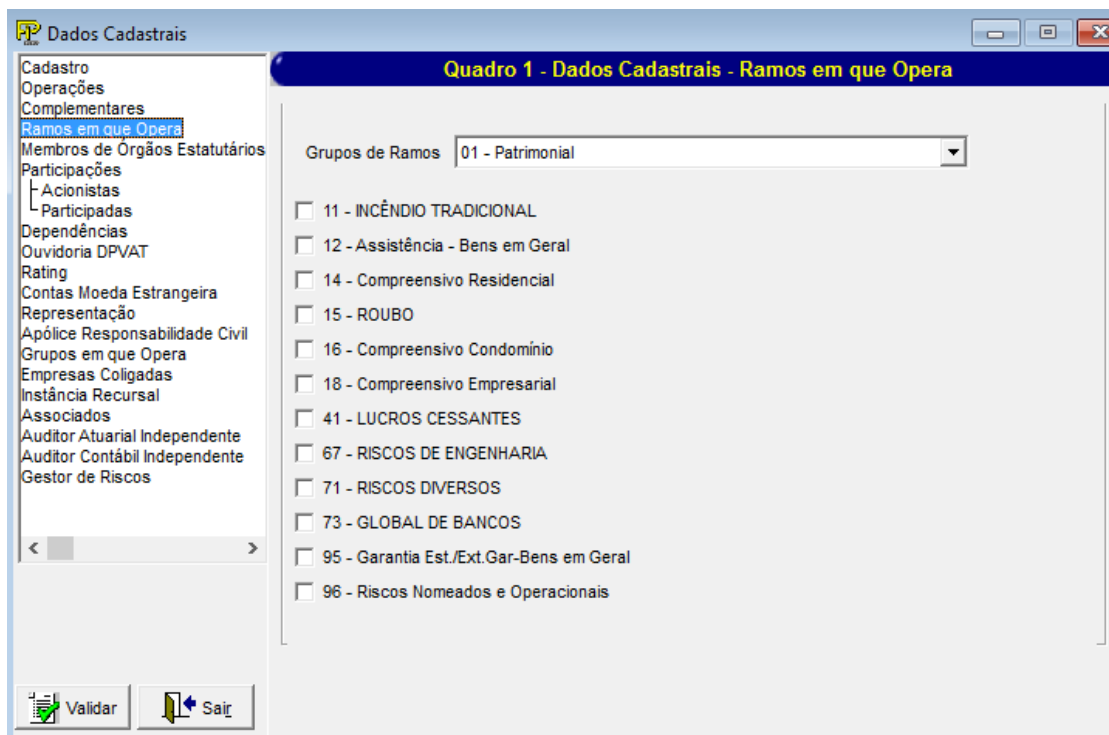 Dados Cadastrais
Cadastro
Operações
Complementares
Ramos em que Opera
Membros de Órgãos Estatutários
Participações
Acionistas
Participadas
Dependências
Ouvidoria DPVAT
Rating
Contas Moeda Estrangeira
Representação
Apólice Responsabilidade Civil
Grupos em que Opera
Empresas Coligadas
Instância Recursal
Associados
Auditor Atuarial Independente
Auditor Contábil Independente
Gestor de Riscos
Validar
Sair
Quadro 1 - Dados Cadastrais - Ramos em que Opera
Grupos de Ramos 01 - Patrimonial
11 - INCÊNDIO TRADICIONAL
12 - Assistência - Bens em Geral
14 - Compreensivo Residencial
15 - ROUBO
16 - Compreensivo Condomínio
18 - Compreensivo Empresarial
41 - LUCROS CESSANTES
67 - RISCOS DE ENGENHARIA
71 - RISCOS DIVERSOS
73 - GLOBAL DE BANCOS
95 - Garantia Est./Ext.Gar-Bens em Geral
96 - Riscos Nomeados e Operacionais